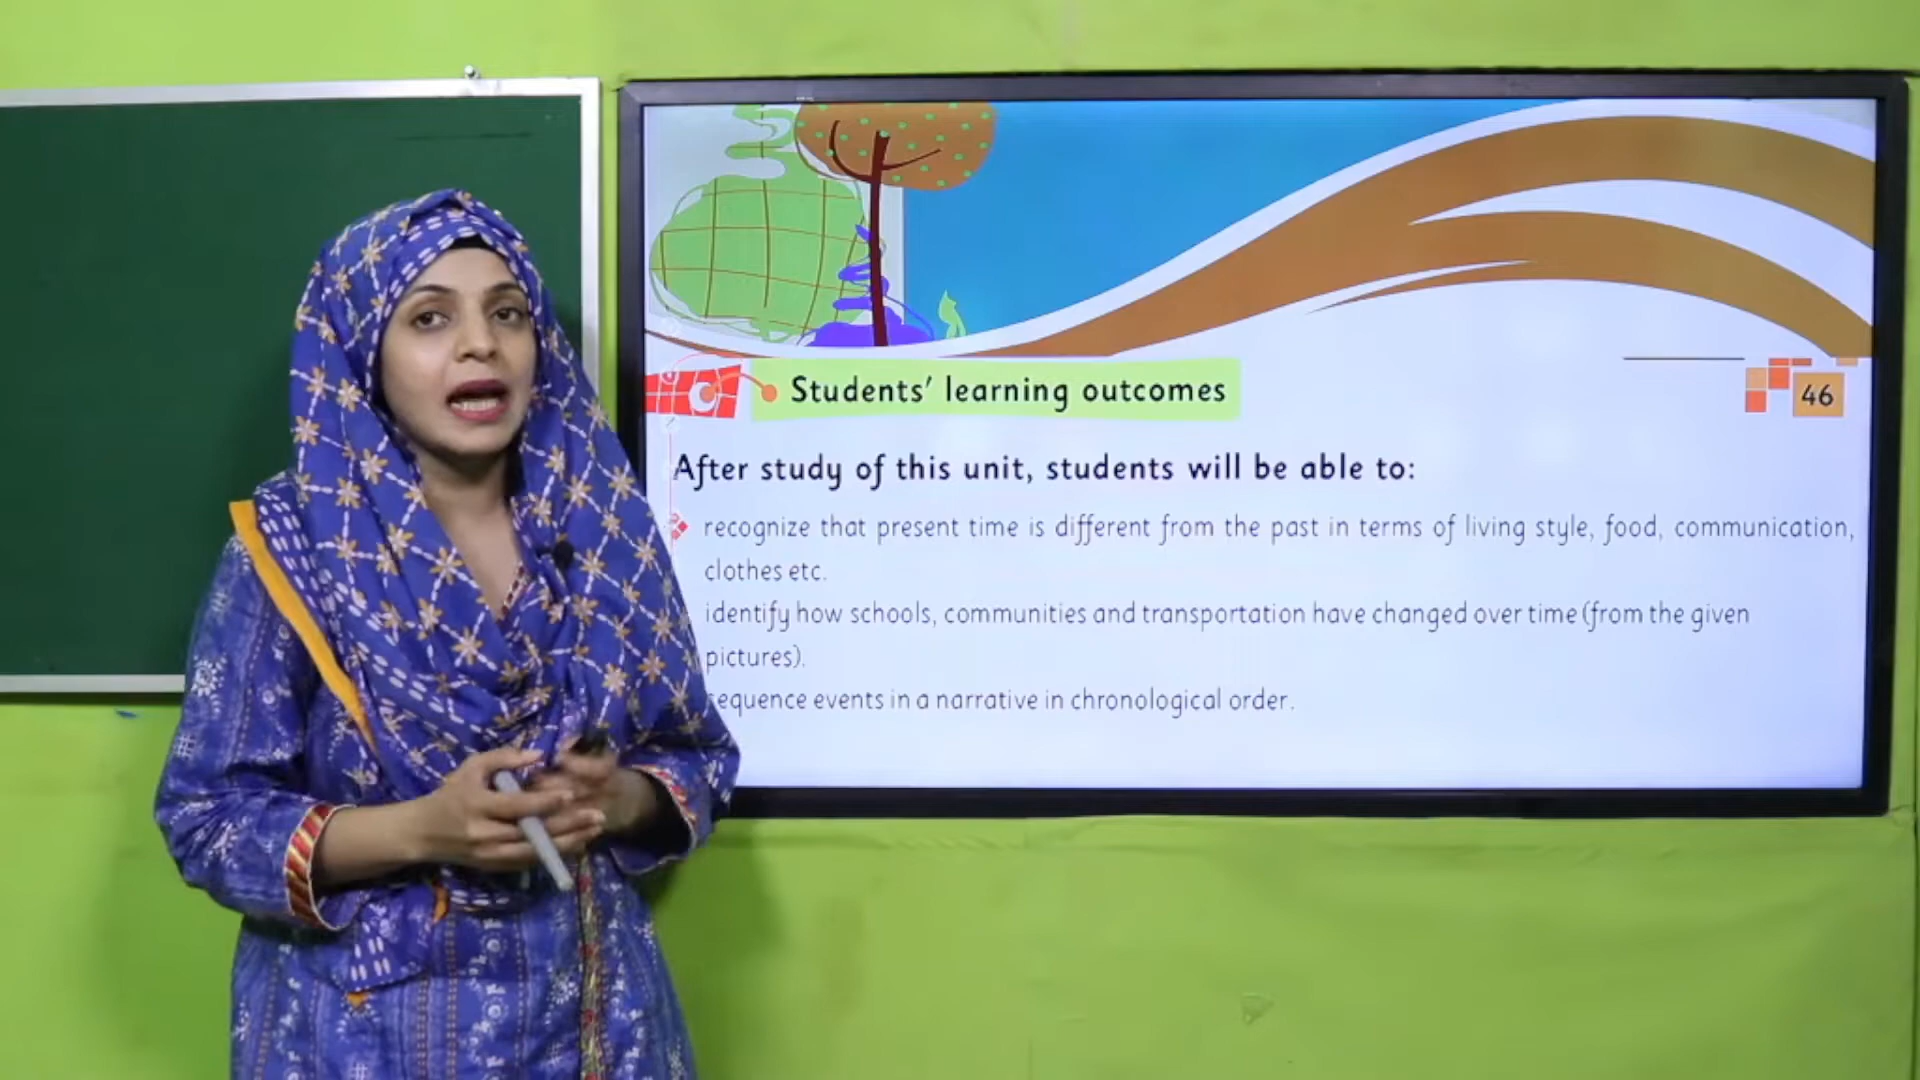 Students' learning outcomes
46
After study of this unit, students will be able to:
recognize that present time is different from the past in terms of living style, food, communication,
clothes etc.
identify how schools, communities and transportation have changed over time (from the given
pictures).
sequence events in a narrative in chronological order.